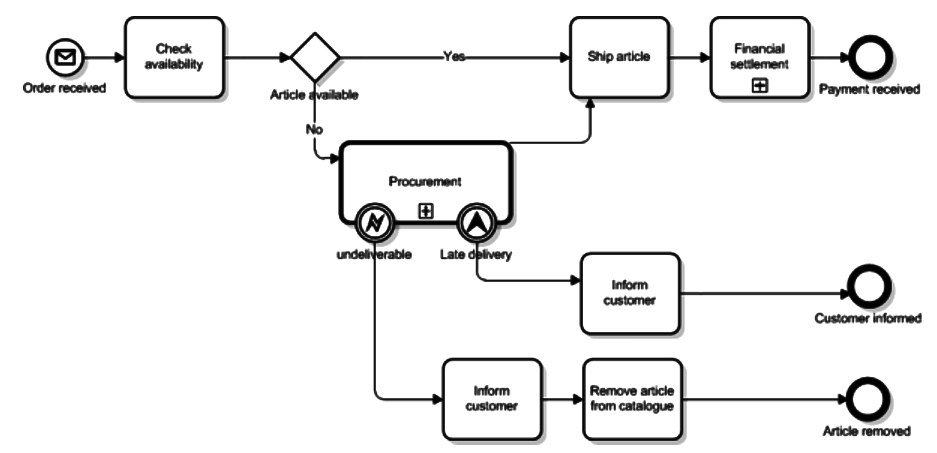 Check
availability
Order received
Article available
Yes
Ship article
Financial
settlement
Payment received
No
Procurement
undeliverable
Late delivery
Inform
customer
Customer informed
Inform
customer
Remove article
from catalogue
Article removed